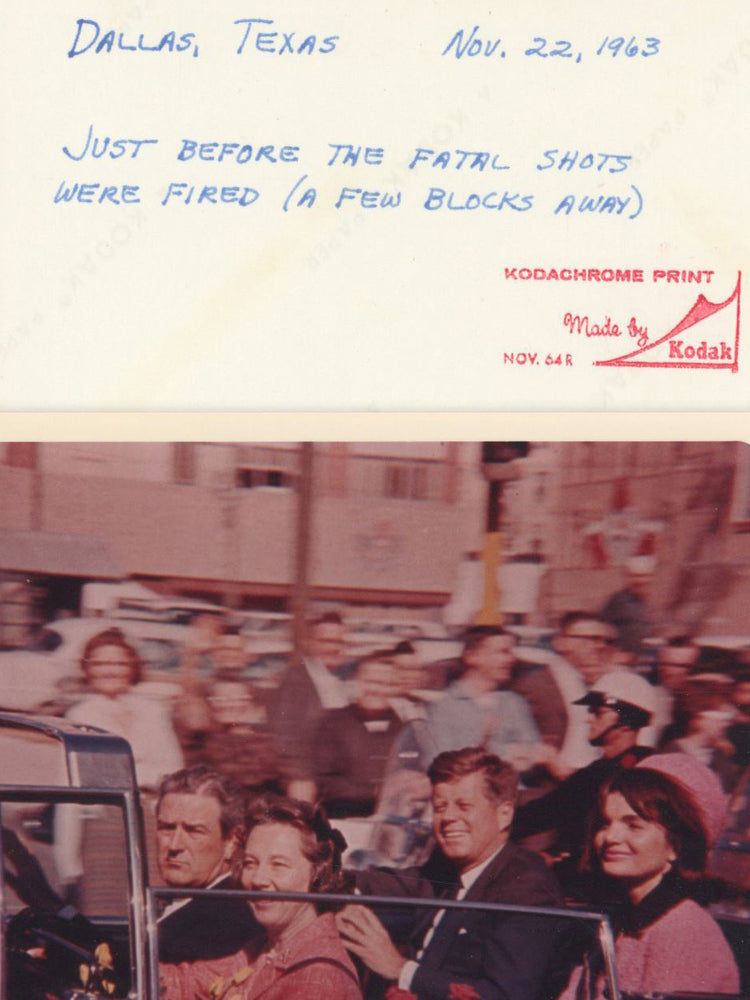 DALLAS, TEXAS NOV. 22, 1963
JUST BEFORE THE FATAL SHOTS
WERE FIRED (A FEW BLOCKS AWAY)
KODACHROME PRINT
Made by
Kodak
NOV. 64R